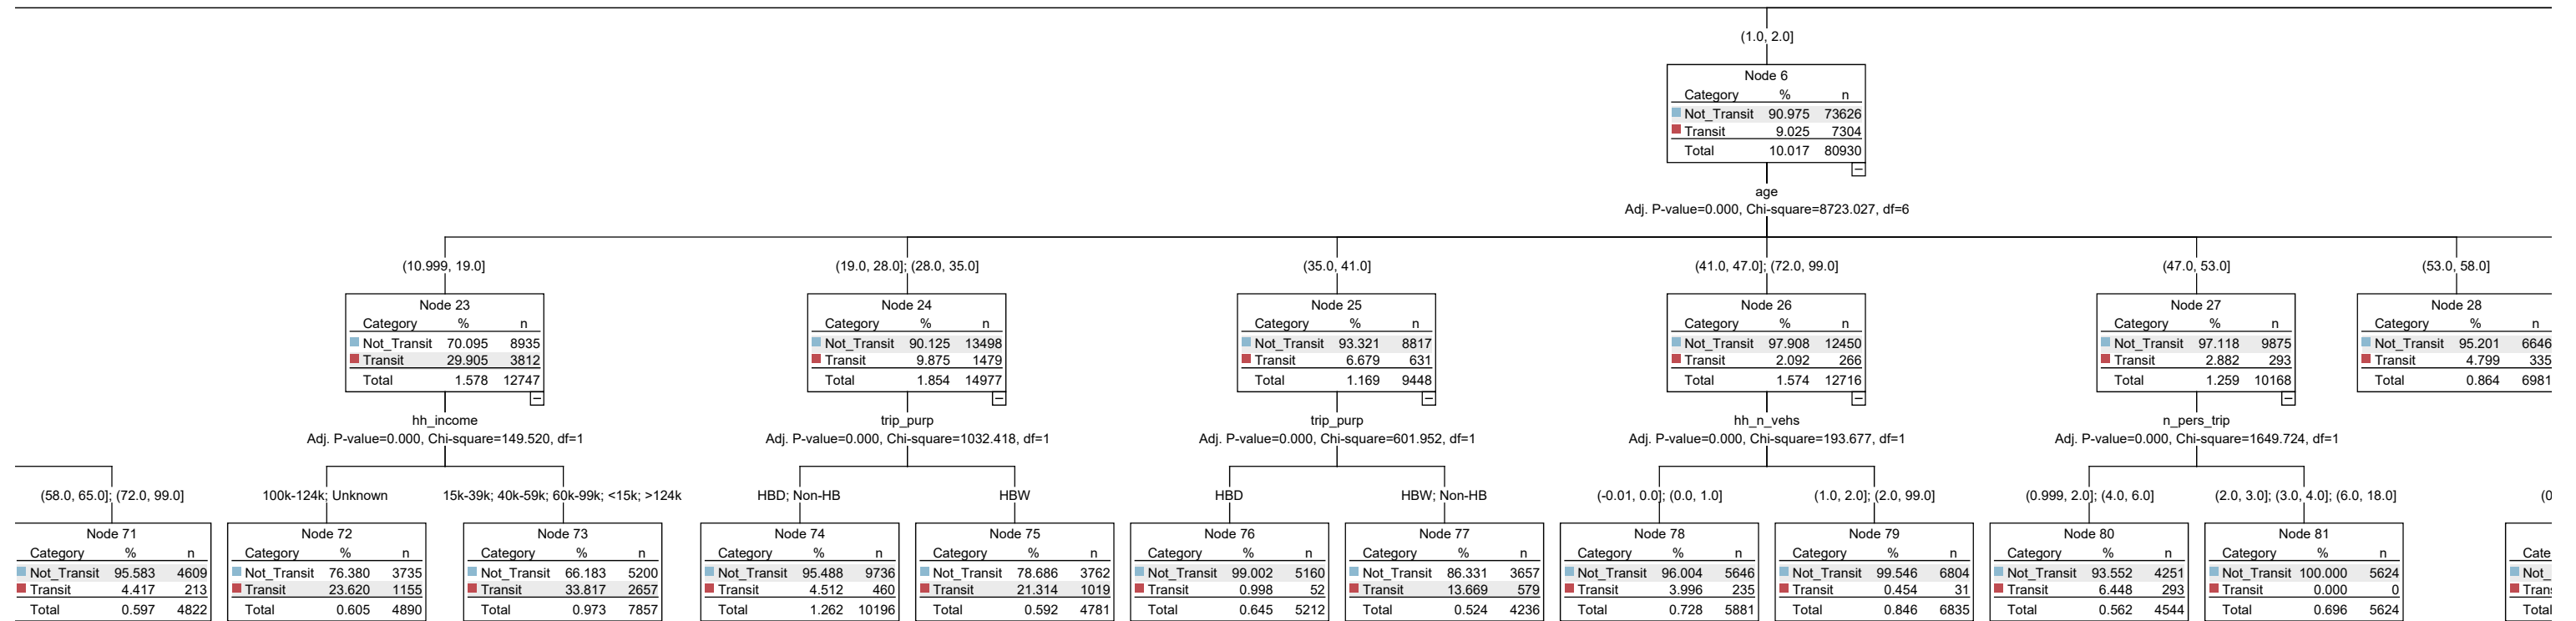 (1.0, 2.0]
Node 6
Category % n
Not_Transit 90.975 73626
Transit 9.025 7304
Total 10.017 80930
age
Adj. P-value=0.000, Chi-square=8723.027, df=6
(10.999, 19.0]
Node 23
Category % n
Not_Transit 70.095 8935
Transit 29.905 3812
Total 1.578 12747
hh_income
Adj. P-value=0.000, Chi-square=149.520, df=1
(19.0, 28.0]; (28.0, 35.0]
Node 24
Category % n
Not_Transit 90.125 13498
Transit 9.875 1479
Total 1.854 14977
trip_purp
Adj. P-value=0.000, Chi-square=1032.418, df=1
(35.0, 41.0]
Node 25
Category % n
Not_Transit 93.321 8817
Transit 6.679 631
Total 1.169 9448
trip_purp
Adj. P-value=0.000, Chi-square=601.952, df=1
(41.0, 47.0]; (72.0, 99.0]
Node 26
Category % n
Not_Transit 97.908 12450
Transit 2.092 266
Total 1.574 12716
hh_n_vehs
Adj. P-value=0.000, Chi-square=193.677, df=1
(47.0, 53.0]
Node 27
Category % n
Not_Transit 97.118 9875
Transit 2.882 293
Total 1.259 10168
n_pers_trip
Adj. P-value=0.000, Chi-square=1649.724, df=1
(53.0, 58.0]
Node 28
Category % n
Not_Transit 95.201 6646
Transit 4.799 335
Total 0.864 6981
(58.0, 65.0]; (72.0, 99.0]
Node 71
Category % n
Not_Transit 95.583 4609
Transit 4.417 213
Total 0.597 4822
100k-124k; Unknown
Node 72
Category % n
Not_Transit 76.380 3735
Transit 23.620 1155
Total 0.605 4890
15k-39k; 40k-59k; 60k-99k; <15k; >124k
Node 73
Category % n
Not_Transit 66.183 5200
Transit 33.817 2657
Total 0.973 7857
HBD; Non-HB
Node 74
Category % n
Not_Transit 95.488 9736
Transit 4.512 460
Total 1.262 10196
HBW
Node 75
Category % n
Not_Transit 78.686 3762
Transit 21.314 1019
Total 0.592 4781
HBD
Node 76
Category % n
Not_Transit 99.002 5160
Transit 0.998 52
Total 0.645 5212
HBW; Non-HB
Node 77
Category % n
Not_Transit 86.331 3657
Transit 13.669 579
Total 0.524 4236
(-0.01, 0.0]; (0.0, 1.0]
Node 78
Category % n
Not_Transit 96.004 5646
Transit 3.996 235
Total 0.728 5881
(1.0, 2.0]; (2.0, 99.0]
Node 79
Category % n
Not_Transit 99.546 6804
Transit 0.454 31
Total 0.846 6835
(0.999, 2.0]; (4.0, 6.0]
Node 80
Category % n
Not_Transit 93.552 4251
Transit 6.448 293
Total 0.562 4544
(2.0, 3.0]; (3.0, 4.0]; (6.0, 18.0]
Node 81
Category % n
Not_Transit 100.000 5624
Transit 0.000 0
Total 0.696 5624
(0
Cate
Not_
Tran
Total